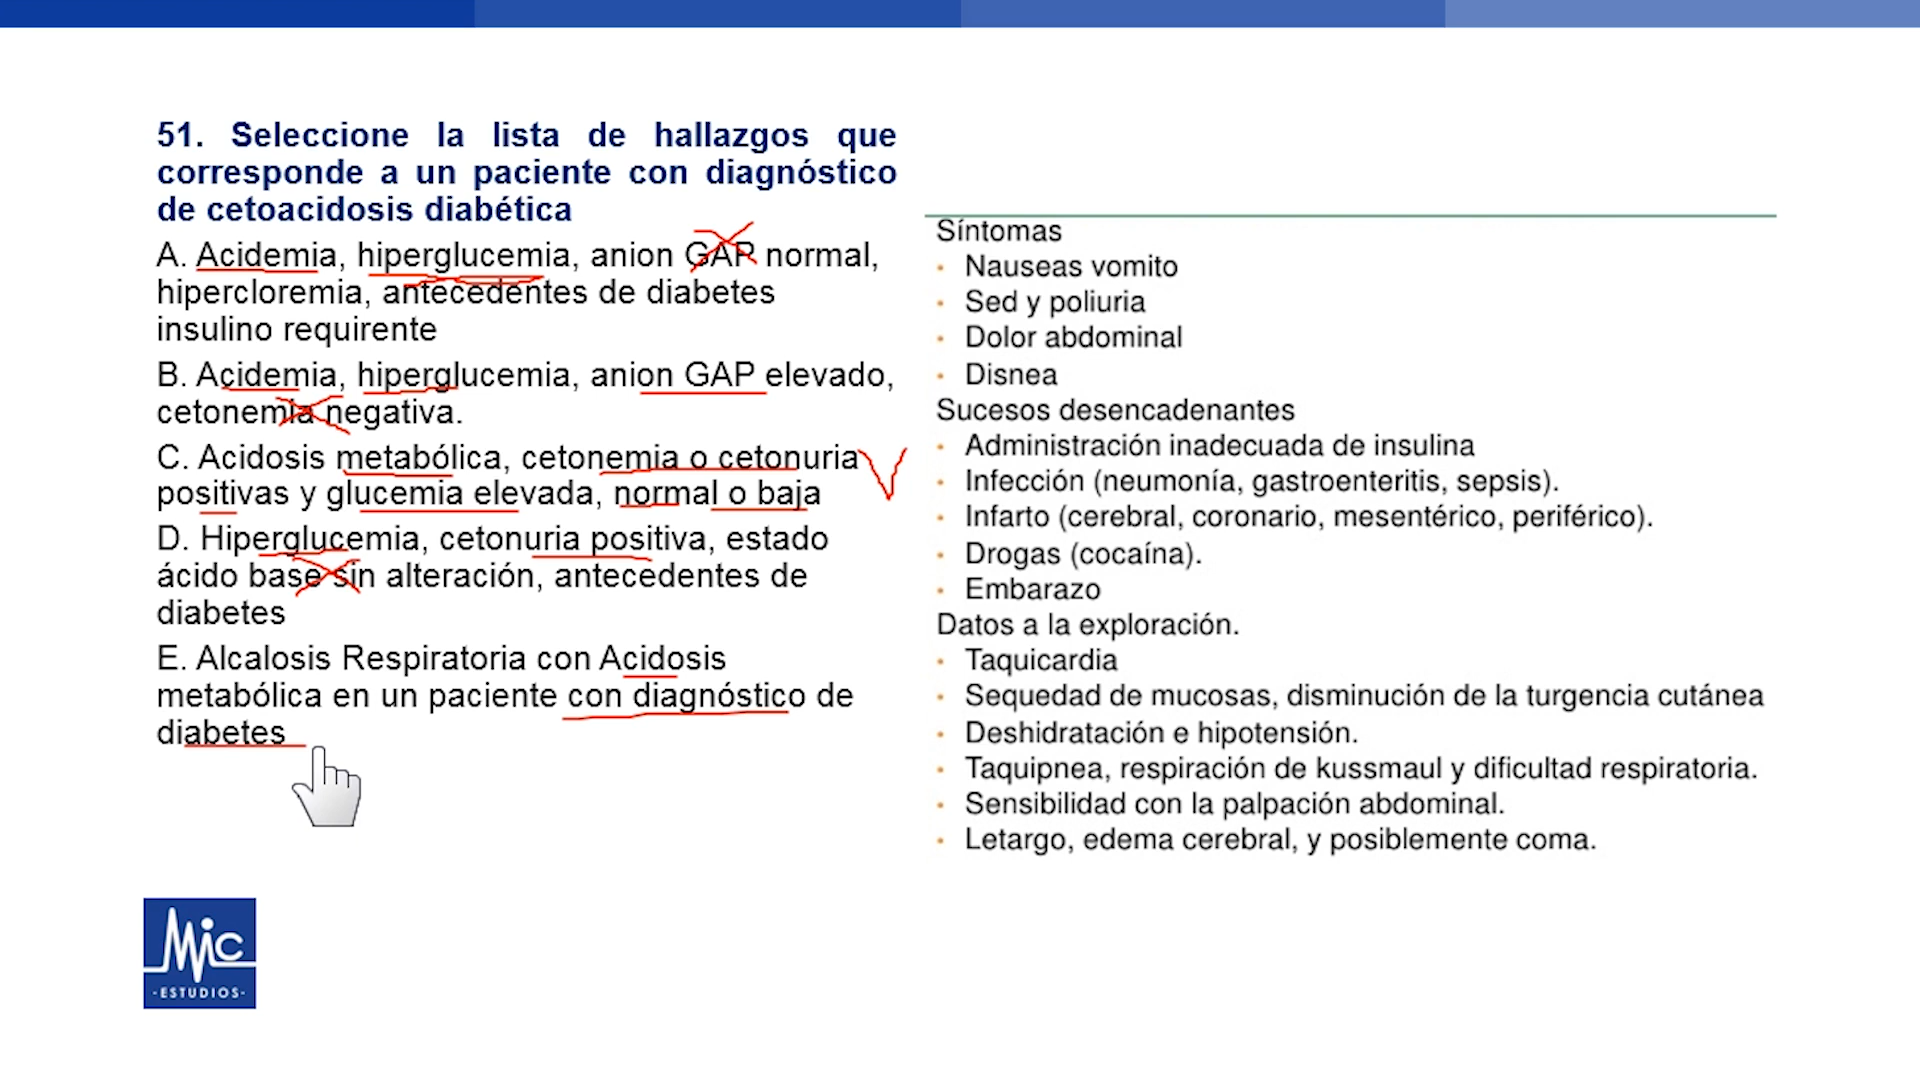 51. Seleccione la lista de hallazgos que
corresponde a un paciente con diagnóstico
de cetoacidosis diabética
A. Acidemia, hiperglucemia, anion GAP normal,
hipercloremia, antecedentes de diabetes
insulino requirente
B. Acidemia, hiperglucemia, anion GAP elevado,
cetonemia negativa.
C. Acidosis metabólica, cetonemia o cetonuria
positivas y glucemia elevada, normal o baja
D. Hiperglucemia, cetonuria positiva, estado
ácido base sin alteración, antecedentes de
diabetes
E. Alcalosis Respiratoria con Acidosis
metabólica en un paciente con diagnóstico de
diabetes
Síntomas
• Nauseas vomito
• Sed y poliuria
• Dolor abdominal
• Disnea
Sucesos desencadenantes
• Administración inadecuada de insulina
• Infección (neumonía, gastroenteritis, sepsis).
• Infarto (cerebral, coronario, mesentérico, periférico).
• Drogas (cocaína).
• Embarazo
Datos a la exploración.
• Taquicardia
• Sequedad de mucosas, disminución de la turgencia cutánea
• Deshidratación e hipotensión.
• Taquipnea, respiración de kussmaul y dificultad respiratoria.
• Sensibilidad con la palpación abdominal.
• Letargo, edema cerebral, y posiblemente coma.
Mic
·ESTUDIOS·